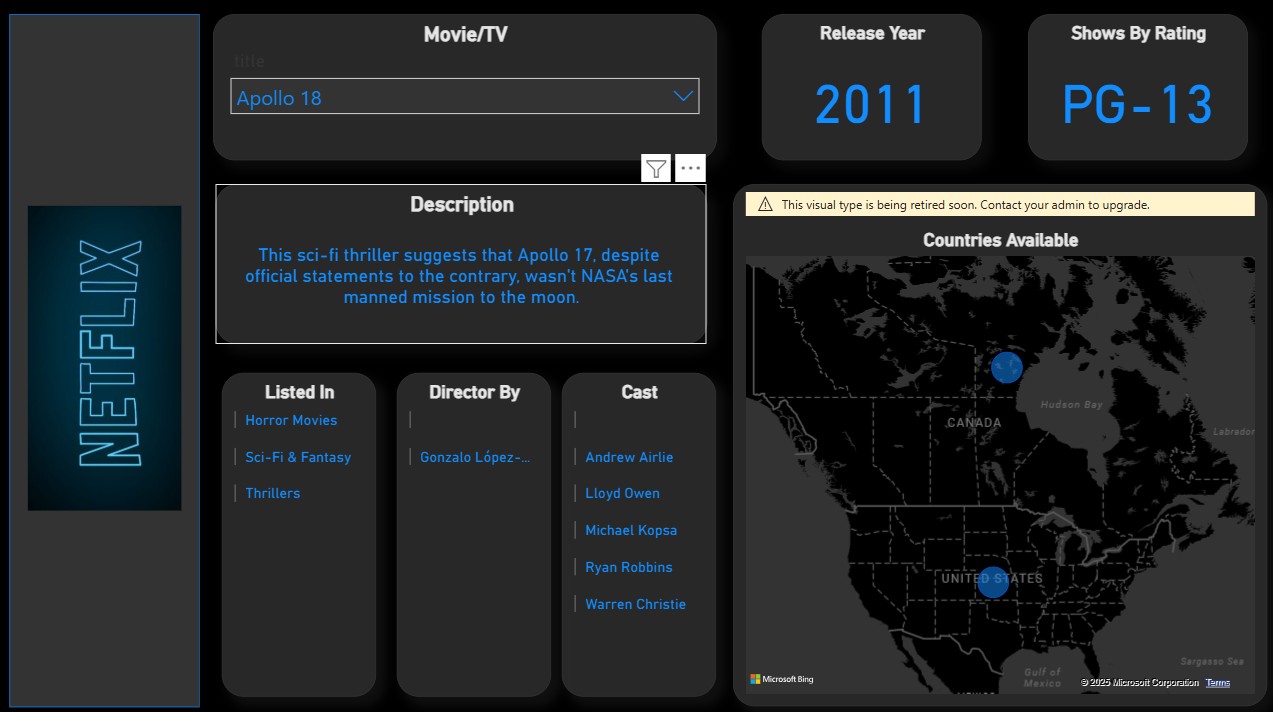 NETFLIX
Movie/TV
title
Apollo 18
Release Year
2011
Shows By Rating
PG-13
Description
This sci-fi thriller suggests that Apollo 17, despite
official statements to the contrary, wasn't NASA's last
manned mission to the moon.
Listed In
Horror Movies
Sci-Fi & Fantasy
Thrillers
Director By
Gonzalo López-...
Cast
Andrew Airlie
Lloyd Owen
Michael Kopsa
Ryan Robbins
Warren Christie
This visual type is being retired soon. Contact your admin to upgrade.
Countries Available
Hudson Bay
CANADA
Labrador
UNITED STATES
Sargasso Sea
Gulf of
Mexico
Microsoft Bing
© 2025 Microsoft Corporation Terms
MEXICO